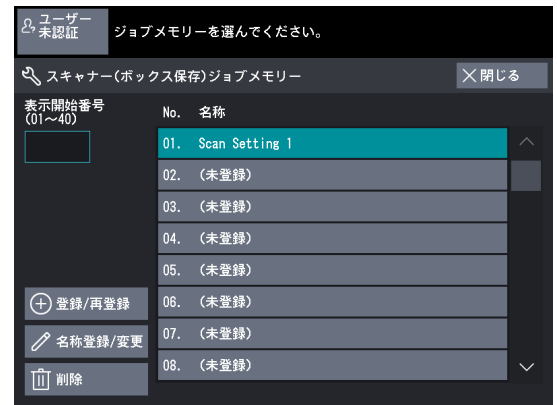 ユーザー
未認証
ジョブメモリーを選んでください。
スキャナー(ボックス保存)ジョブメモリー
閉じる
表示開始番号
(01～40)
No. 名称
01. Scan Setting 1
02. (未登録)
03. (未登録)
04. (未登録)
05. (未登録)
06. (未登録)
07. (未登録)
08. (未登録)
登録/再登録
名称登録/変更
削除